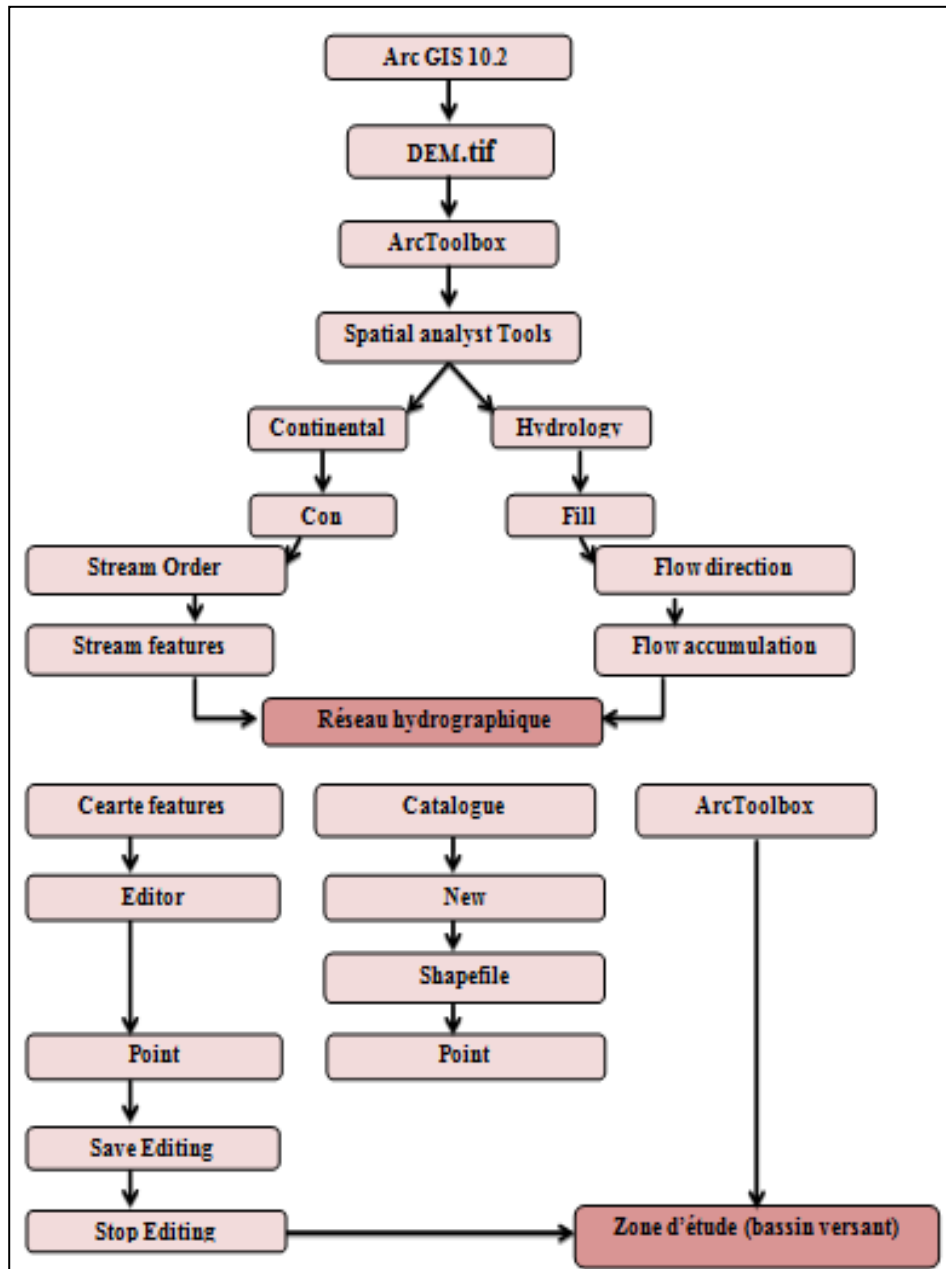 Arc GIS 10.2
DEM.tif
ArcToolbox
Spatial analyst Tools
Continental
Hydrology
Con
Fill
Stream Order
Flow direction
Stream features
Flow accumulation
Réseau hydrographique
Cearte features
Catalogue
ArcToolbox
Editor
New
Shapefile
Point
Point
Save Editing
Stop Editing
Zone d'étude (bassin versant)